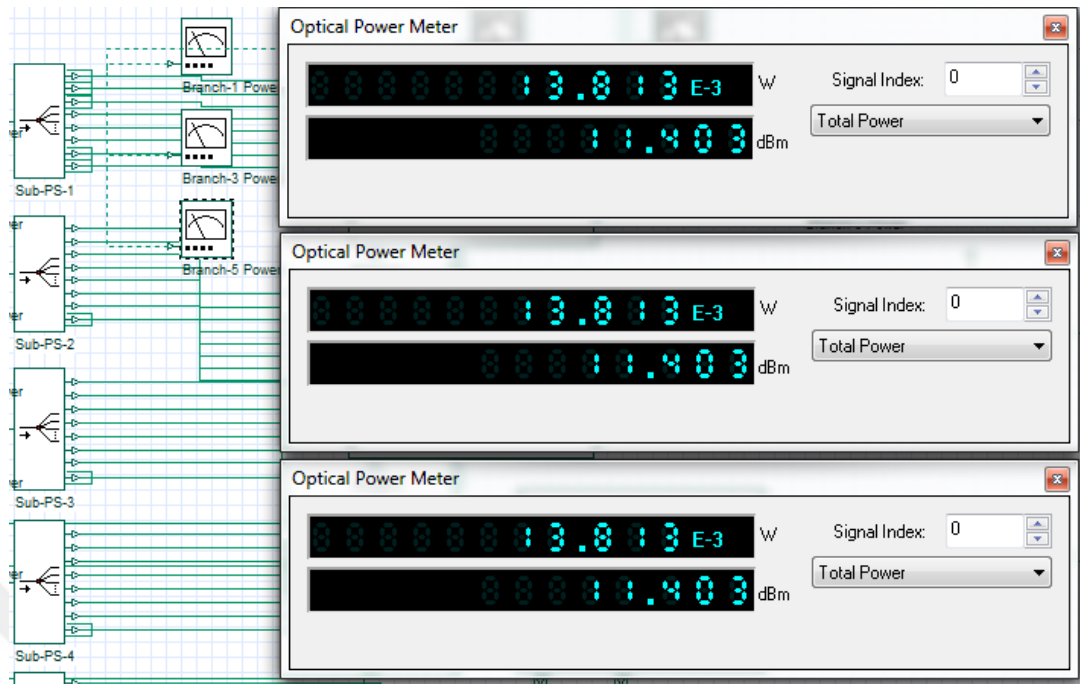 Optical Power Meter
13.813 E-3 W
Signal Index: 0
11.403 dBm
Total Power
Optical Power Meter
13.813 E-3 W
Signal Index: 0
11.403 dBm
Total Power
Optical Power Meter
13.813 E-3 W
Signal Index: 0
11.403 dBm
Total Power
Branch-1 Powe
Branch-3 Powe
Branch-5 Powe
Sub-PS-1
Sub-PS-2
Sub-PS-3
Sub-PS-4